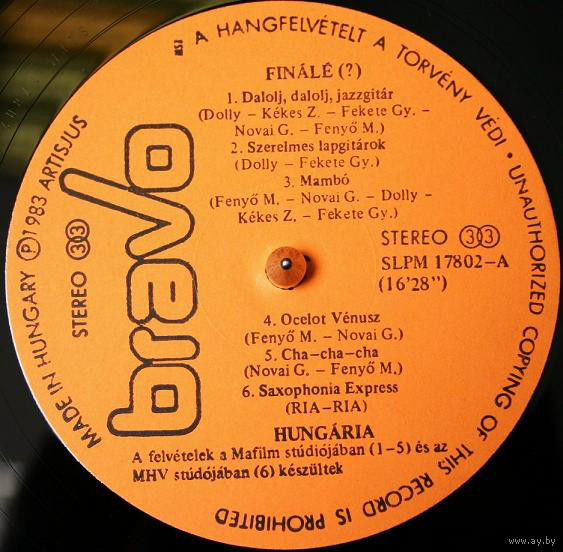 A HANGFELVÉTELT A TÖRVÉNY VÉDI • UNAUTHORIZED COPYING OF THIS RECORD IS PROHIBITED
MADE IN HUNGARY Ⓟ 1983 ARTISJUS
STEREO 33
bravo
FINÁLÉ (?)
1. Dalolj, dalolj, jazzgitár
(Dolly – Kékes Z. – Fekete Gy. –
Novai G. – Fenyő M.)
2. Szerelmes lapgitárok
(Dolly – Fekete Gy.)
3. Mambó
(Fenyő M. – Novai G. – Dolly –
Kékes Z. – Fekete Gy.)
STEREO 33
SLPM 17802–A
(16'28")
4. Ocelot Vénusz
(Fenyő M. – Novai G.)
5. Cha–cha–cha
(Novai G. – Fenyő M.)
6. Saxophonia Express
(RIA–RIA)
HUNGÁRIA
A felvételek a Mafilm stúdiójában (1–5) és az
MHV stúdójában (6) készültek
www.ay.by